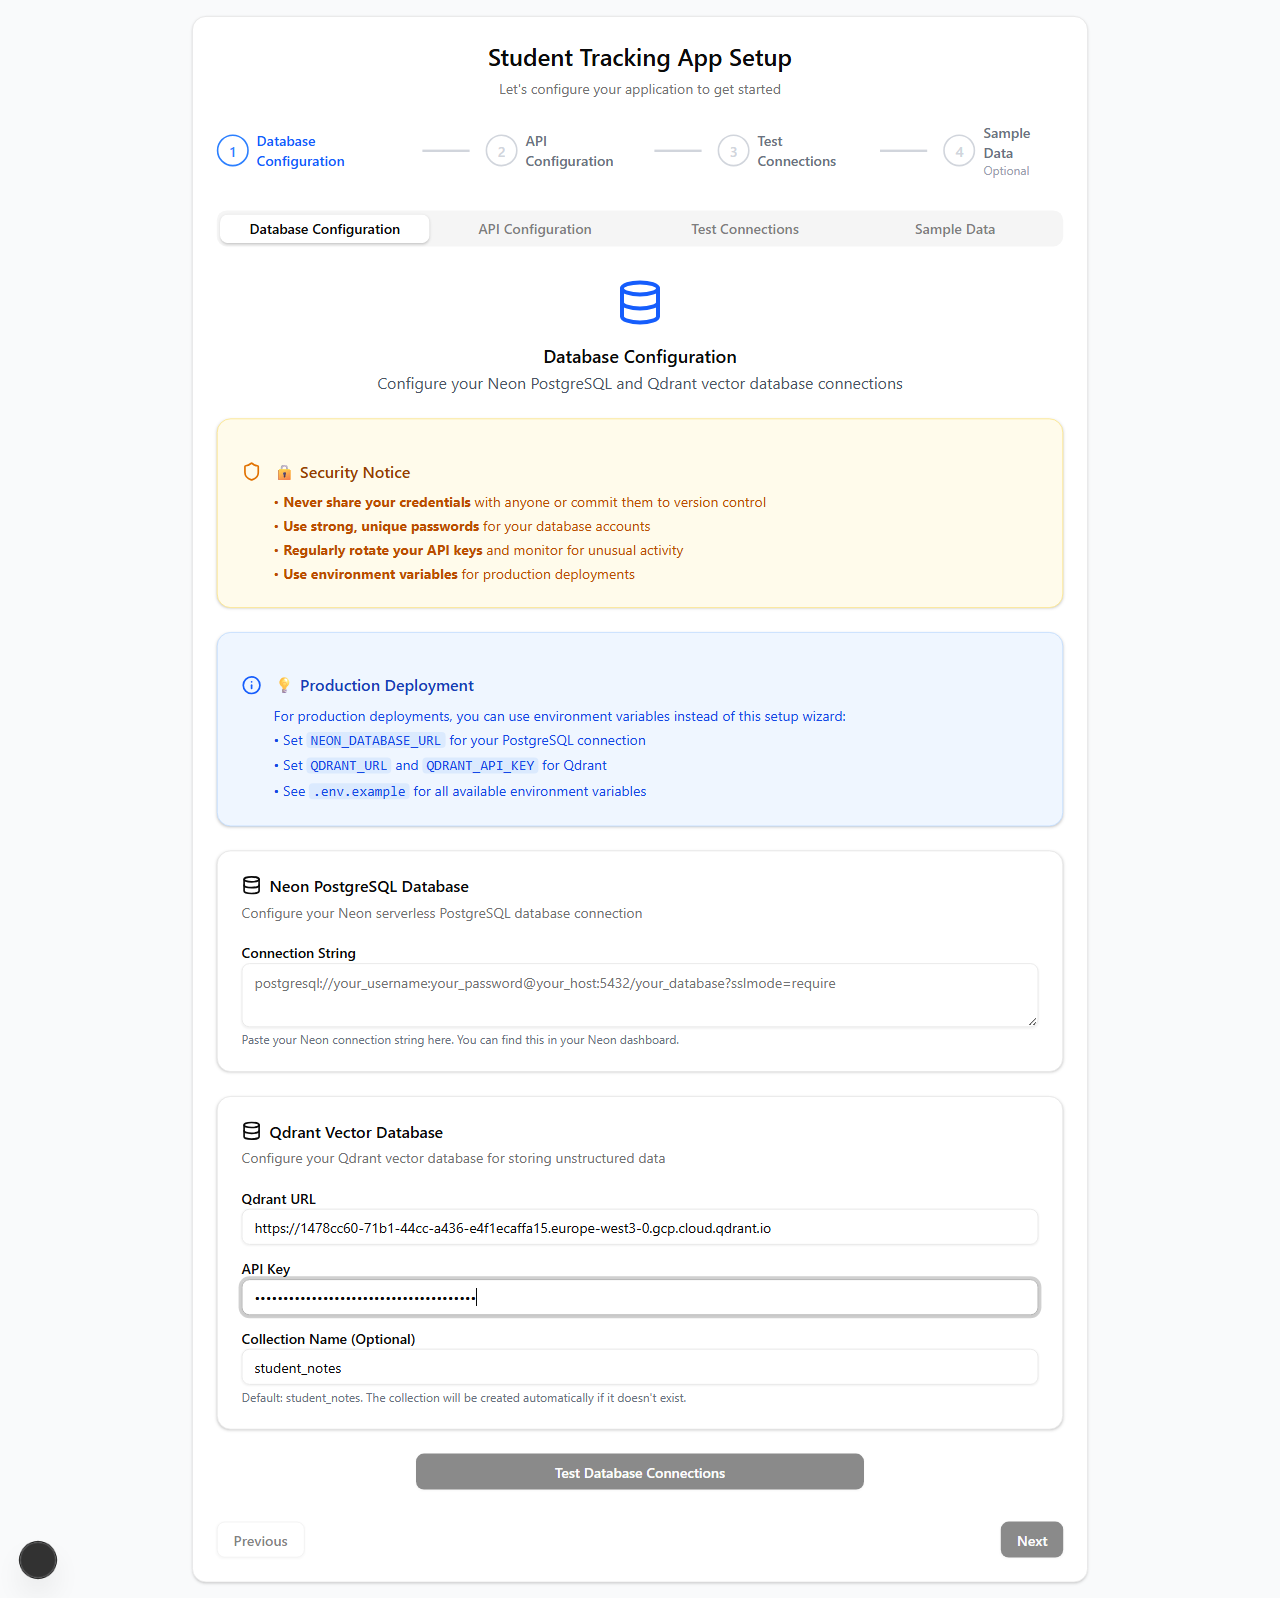 Student Tracking App Setup
Let's configure your application to get started
1
Database
Configuration
2
API
Configuration
3
Test
Connections
4
Sample
Data
Optional
Database Configuration
API Configuration
Test Connections
Sample Data
Database Configuration
Configure your Neon PostgreSQL and Qdrant vector database connections
🔒 Security Notice
• Never share your credentials with anyone or commit them to version control
• Use strong, unique passwords for your database accounts
• Regularly rotate your API keys and monitor for unusual activity
• Use environment variables for production deployments
💡 Production Deployment
For production deployments, you can use environment variables instead of this setup wizard:
• Set NEON_DATABASE_URL for your PostgreSQL connection
• Set QDRANT_URL and QDRANT_API_KEY for Qdrant
• See .env.example for all available environment variables
Neon PostgreSQL Database
Configure your Neon serverless PostgreSQL database connection
Connection String
postgresql://your_username:your_password@your_host:5432/your_database?sslmode=require
Paste your Neon connection string here. You can find this in your Neon dashboard.
Qdrant Vector Database
Configure your Qdrant vector database for storing unstructured data
Qdrant URL
https://1478cc60-71b1-44cc-a436-e4f1ecaffa15.europe-west3-0.gcp.cloud.qdrant.io
API Key
•••••••••••••••••••••••••••••••••••••••
Collection Name (Optional)
student_notes
Default: student_notes. The collection will be created automatically if it doesn't exist.
Test Database Connections
Previous
Next